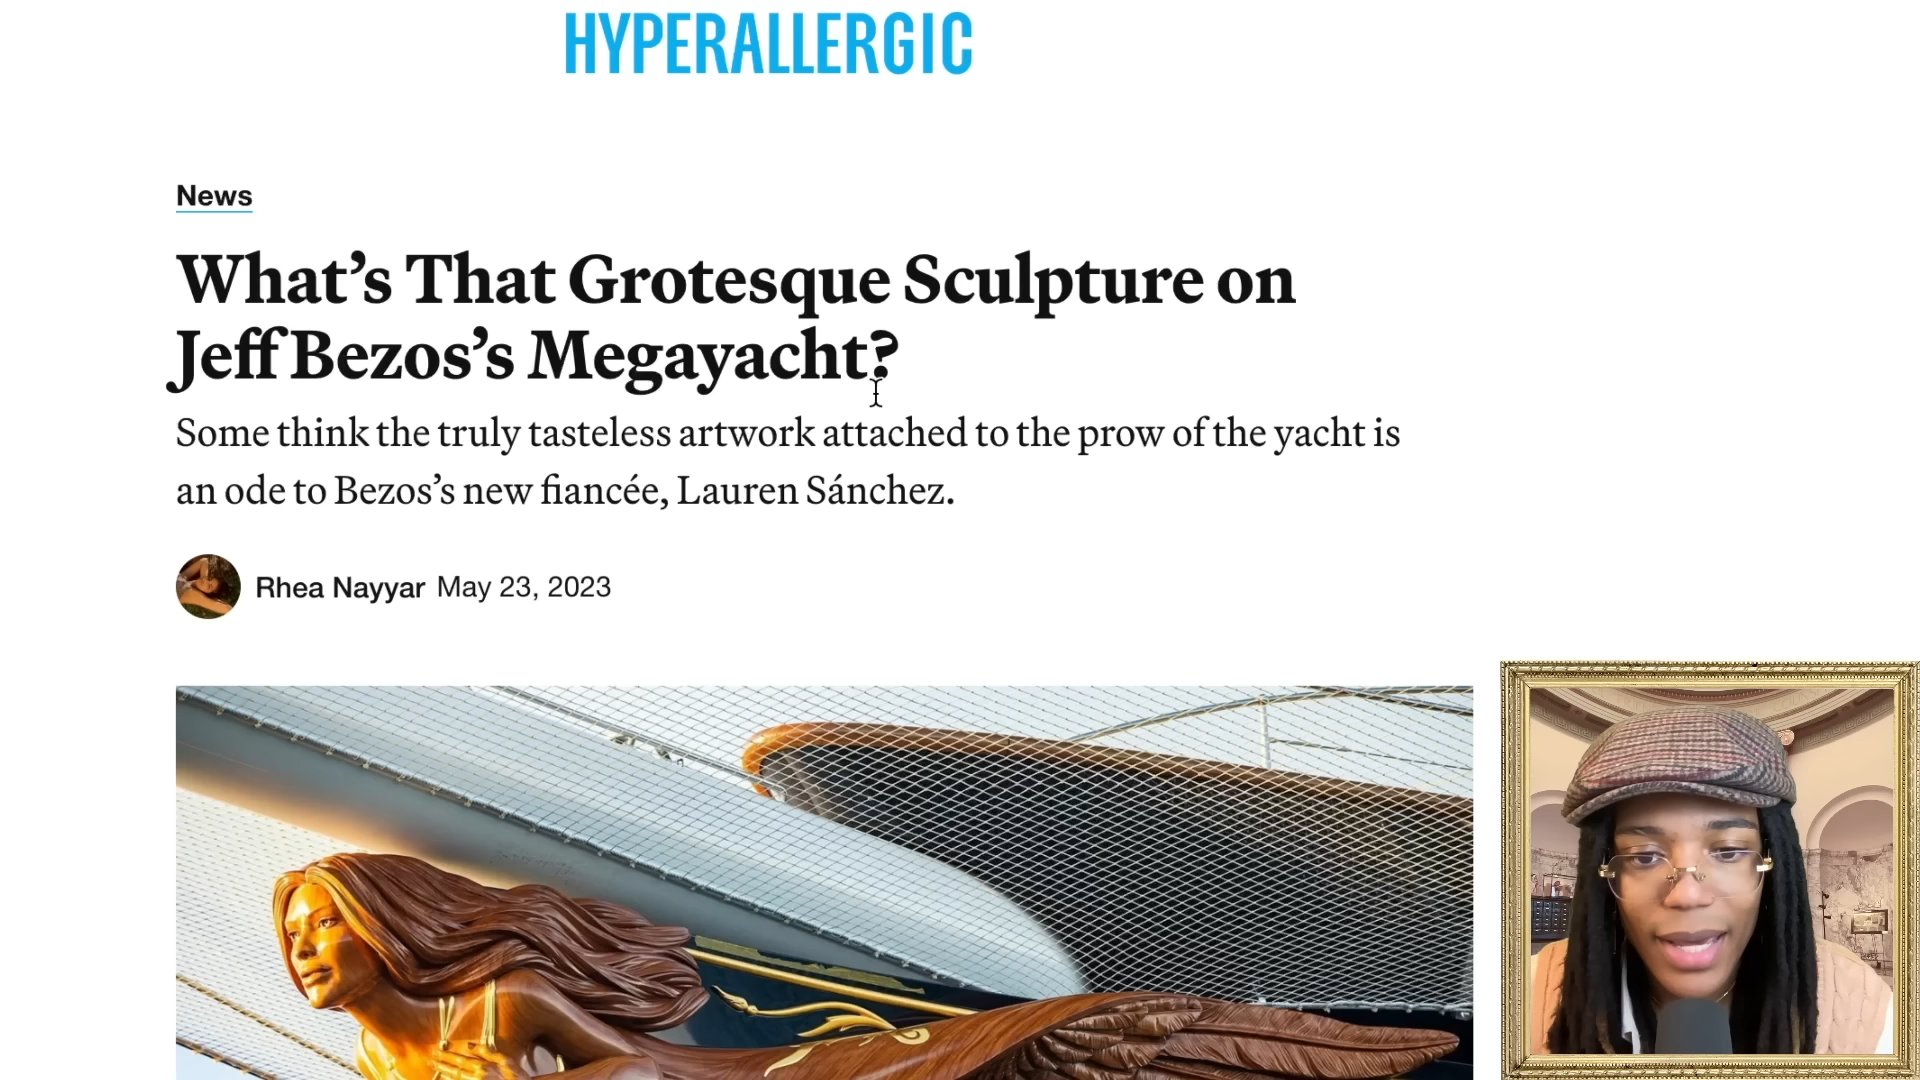 HYPERALLERGIC
News
What’s That Grotesque Sculpture on
Jeff Bezos’s Megayacht?
Some think the truly tasteless artwork attached to the prow of the yacht is
an ode to Bezos’s new fiancée, Lauren Sánchez.
Rhea Nayyar May 23, 2023